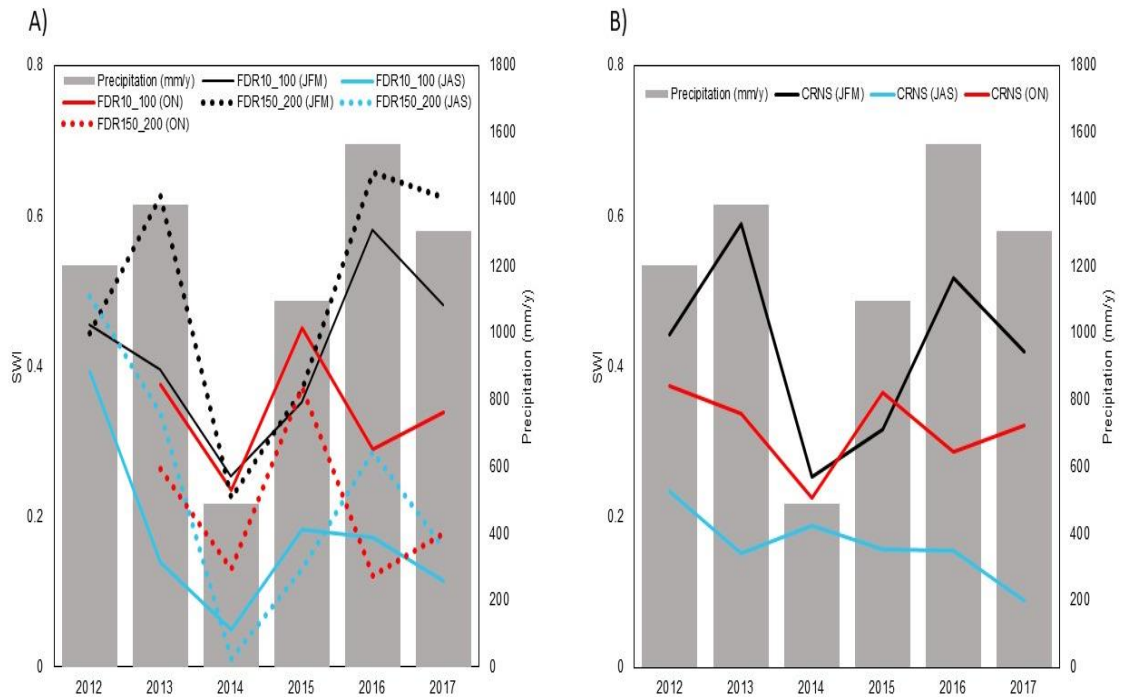 A)
Precipitation (mm/y) FDR10_100 (JFM) FDR10_100 (JAS)
FDR10_100 (ON) FDR150_200 (JFM) FDR150_200 (JAS)
FDR150_200 (ON)
0.8
0.6
0.4
0.2
0
SWI
1800
1600
1400
1200
1000
800
600
400
200
0
Precipitation (mm/y)
2012 2013 2014 2015 2016 2017
B)
Precipitation (mm/y) CRNS (JFM) CRNS (JAS) CRNS (ON)
0.8
0.6
0.4
0.2
0
SWI
1800
1600
1400
1200
1000
800
600
400
200
0
Precipitation (mm/y)
2012 2013 2014 2015 2016 2017